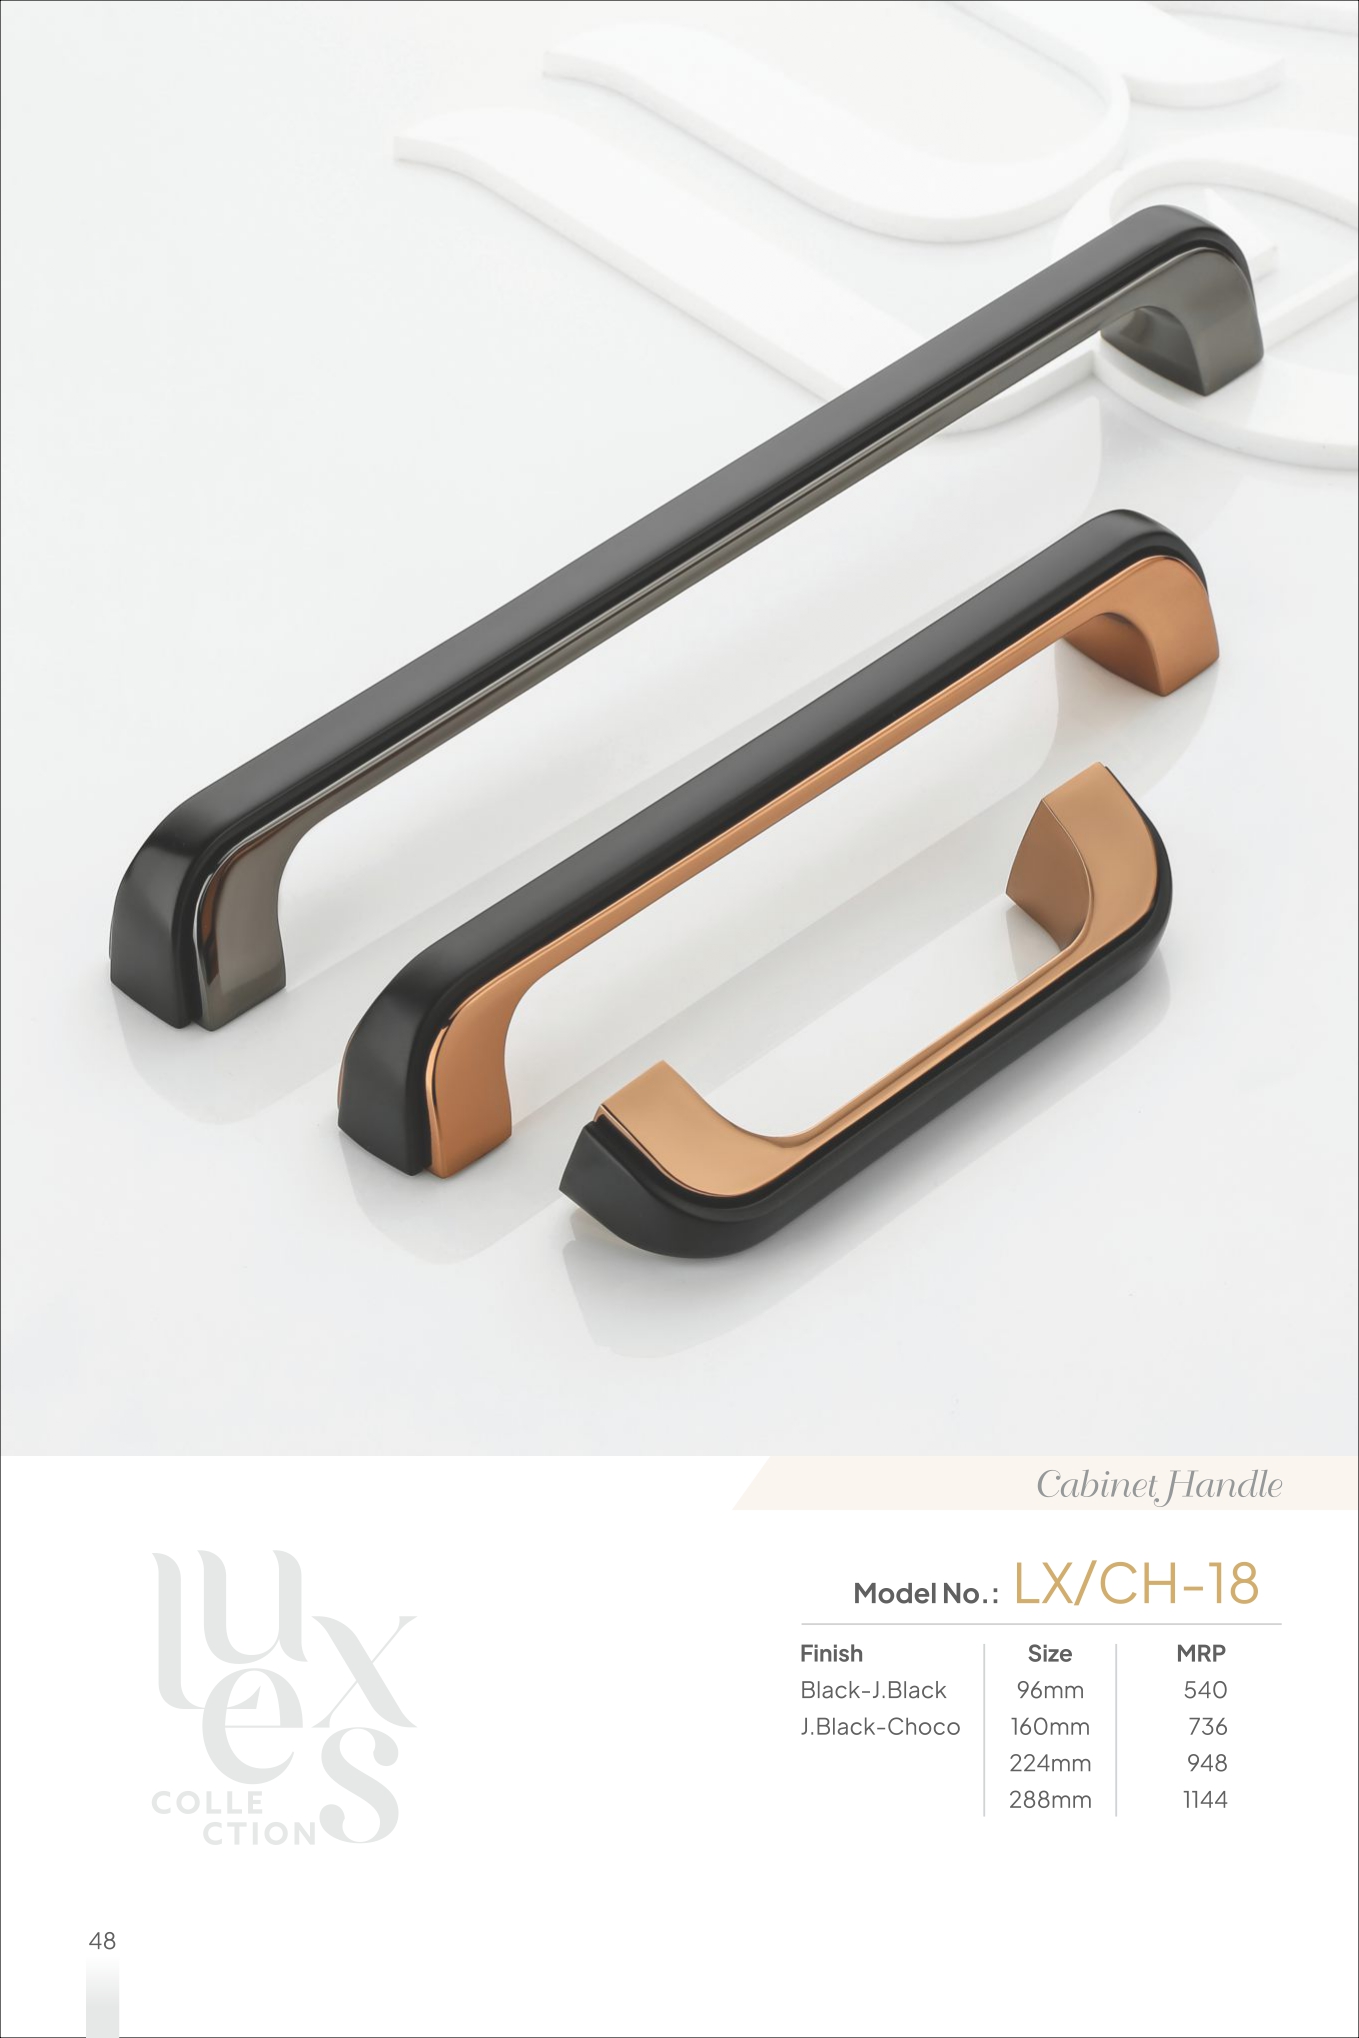 Cabinet Handle
Model No.: LX/CH-18
Finish Size MRP
Black-J.Black 96mm 540
J.Black-Choco 160mm 736
224mm 948
288mm 1144
luxes
COLLE
CTION
48